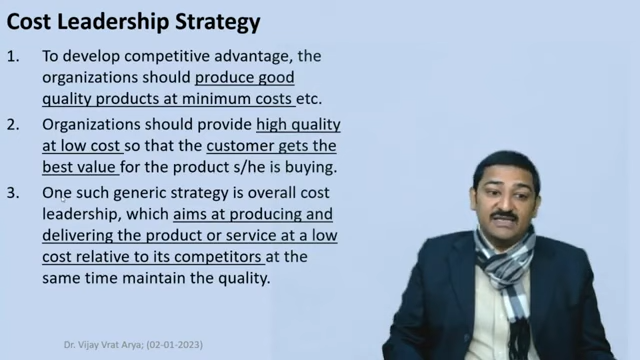 Cost Leadership Strategy
1. To develop competitive advantage, the
organizations should produce good
quality products at minimum costs etc.
2. Organizations should provide high quality
at low cost so that the customer gets the
best value for the product s/he is buying.
3. One such generic strategy is overall cost
leadership, which aims at producing and
delivering the product or service at a low
cost relative to its competitors at the
same time maintain the quality.
Dr. Vijay Vrat Arya; (02-01-2023)